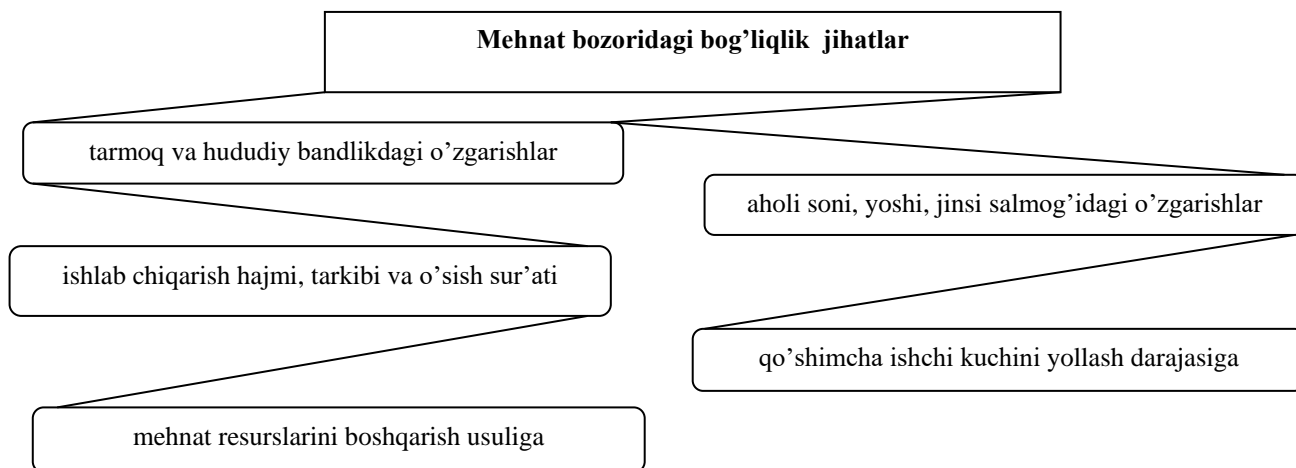 Mehnat bozoridagi bog’liqlik jihatlar
tarmoq va hududiy bandlikdagi o’zgarishlar
aholi soni, yoshi, jinsi salmog’idagi o’zgarishlar
ishlab chiqarish hajmi, tarkibi va o’sish sur’ati
qo’shimcha ishchi kuchini yollash darajasiga
mehnat resurslarini boshqarish usuliga